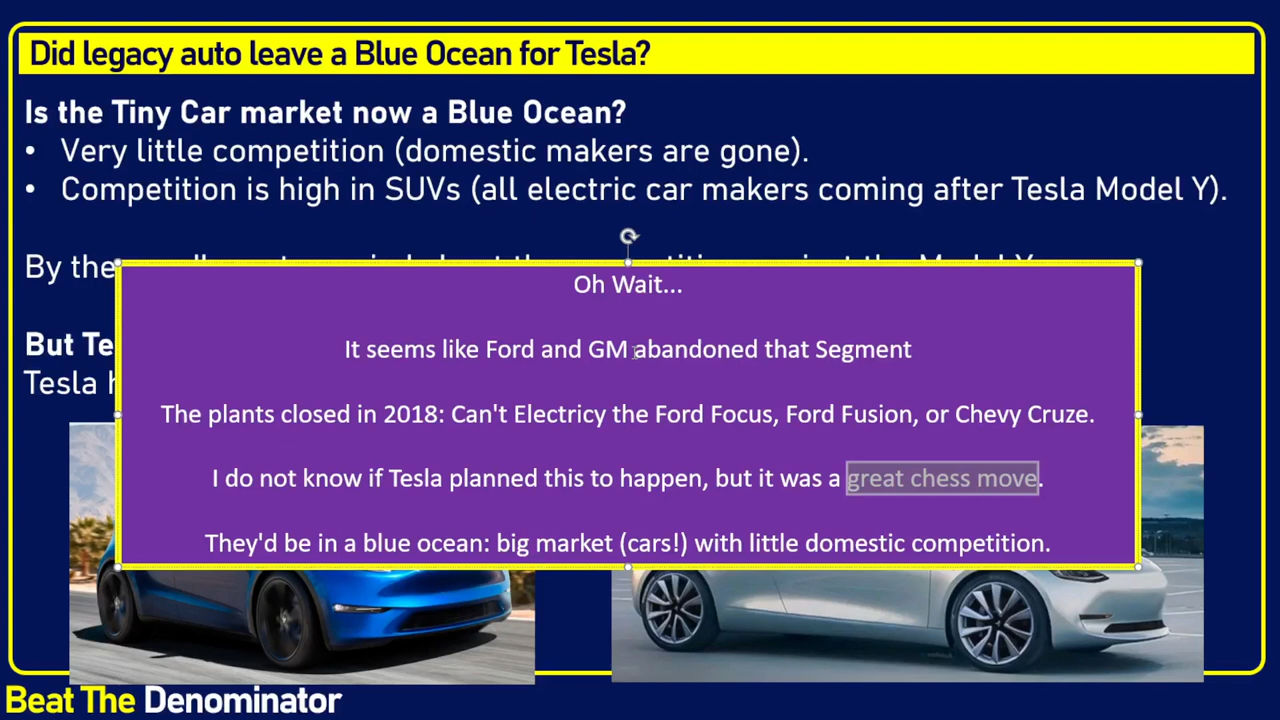 Did legacy auto leave a Blue Ocean for Tesla?
Is the Tiny Car market now a Blue Ocean?
• Very little competition (domestic makers are gone).
• Competition is high in SUVs (all electric car makers coming after Tesla Model Y).
By the
Oh Wait...
But Te
It seems like Ford and GM abandoned that Segment
Tesla
The plants closed in 2018: Can't Electricy the Ford Focus, Ford Fusion, or Chevy Cruze.
I do not know if Tesla planned this to happen, but it was a great chess move.
They'd be in a blue ocean: big market (cars!) with little domestic competition.
Beat The Denominator